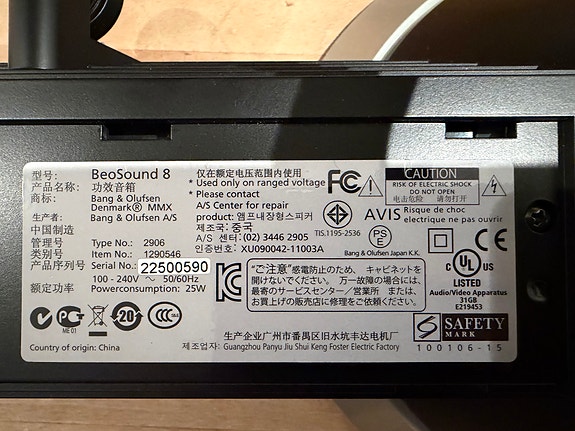 型号: BeoSound 8
产品名称: 功效音箱
商标: Bang & Olufsen
Denmark® MMX
生产者: Bang & Olufsen A/S
中国制造
管理号 Type No.: 2906
类别号 Item No.: 1290546
产品序列号 Serial No.: 22500590
100 - 240V ~ 50/60Hz
额定功率 Powerconsumption: 25W
ME 01
20
CCC
S&E
Country of origin: China
仅在额定电压范围内使用
* Used only on ranged voltage
* Please contact
A/S Center for repair
product: 앰프내장형스피커
제조국: 중국
A/S 센터: (02) 3446 2905
인증번호: XU090042-11003A
FC
CAUTION
RISK OF ELECTRIC SHOCK
DO NOT OPEN
电击危险 请勿打开
TIS.1195-2536
AVIS Risque de choc
electrique ne pas ouvrir
PS
E
Bang & Olufsen Japan K.K.
CE
"ご注意" 感電防止のため、 キャビネットを
開けないでください。 万一故障の場合には、
最寄のサービスセンター/営業所 または、
お買上げの販売店に修理をご依頼ください。
c UL us
LISTED
Audio/Video Apparatus
31GB
E219453
SAFETY
MARK
100106-15
生产企业广州市番禺区旧水坑丰达电机厂
제조업자: Guangzhou Panyu Jiu Shui Keng Foster Electric Factory